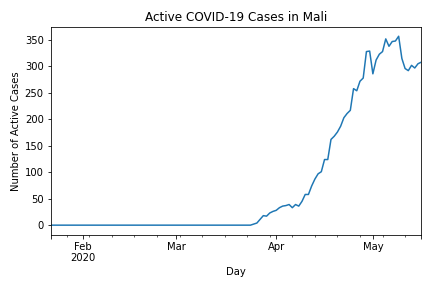 Active COVID-19 Cases in Mali
Number of Active Cases
350
300
250
200
150
100
50
0
Feb
2020
Mar
Apr
May
Day